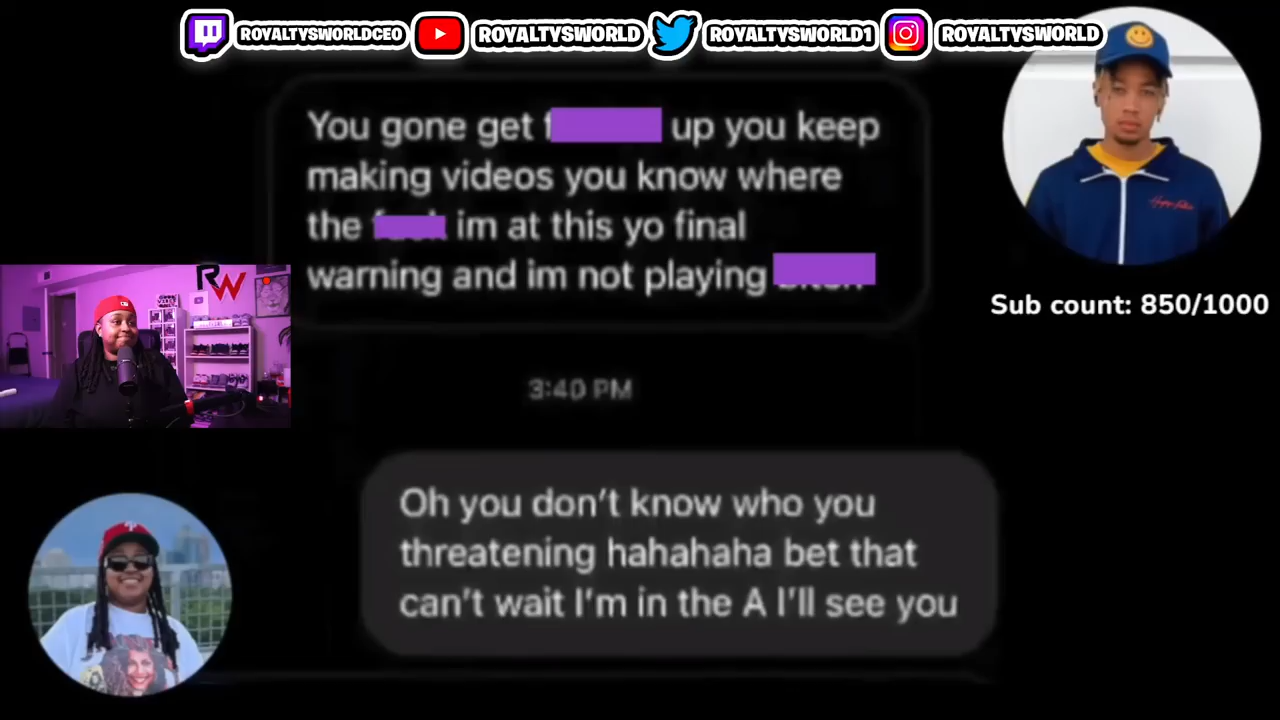 ROYALTYSWORLDCEO ROYALTYSWORLD ROYALTYSWORLD1 ROYALTYSWORLD
You gone get up you keep
making videos you know where
the im at this yo final
warning and im not playing
Sub count: 850/1000
RW
3:40 PM
Oh you don't know who you
threatening hahahaha bet that
can't wait I'm in the A I'll see you